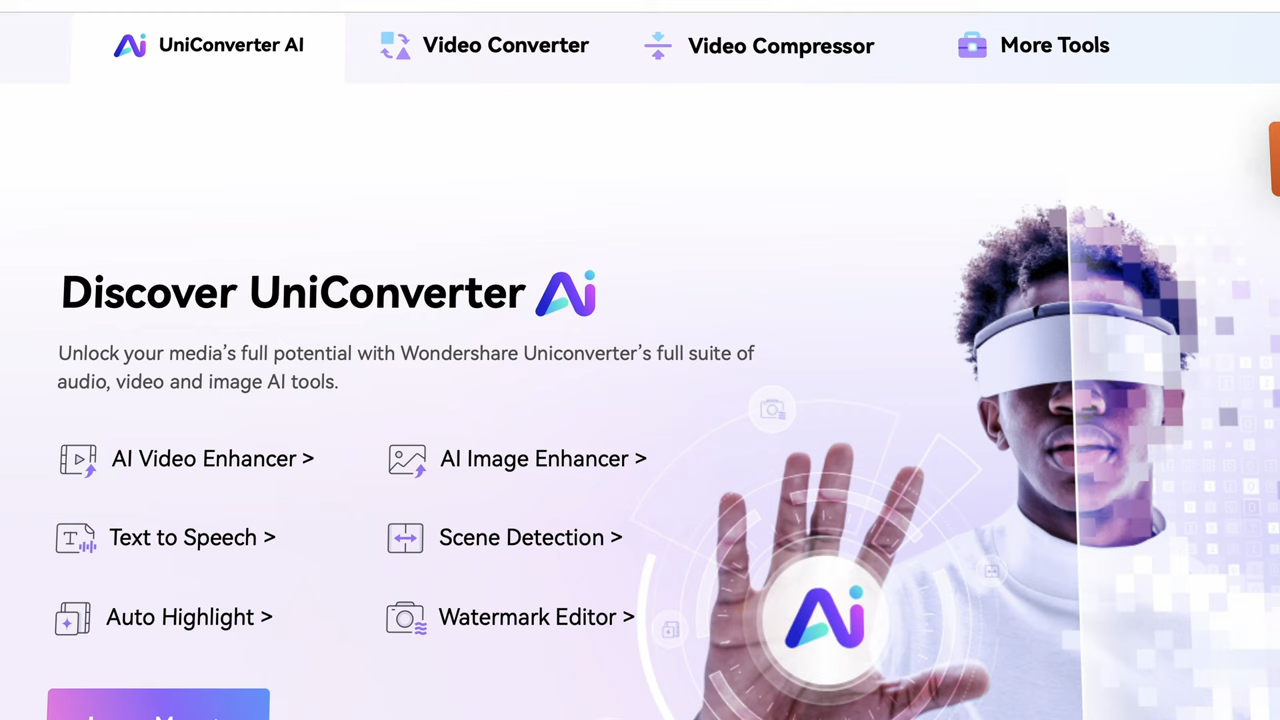 UniConverter AI
Video Converter
Video Compressor
More Tools
Discover UniConverter Ai
Unlock your media’s full potential with Wondershare Uniconverter’s full suite of
audio, video and image AI tools.
AI Video Enhancer >
AI Image Enhancer >
Text to Speech >
Scene Detection >
Auto Highlight >
Watermark Editor >
Ai